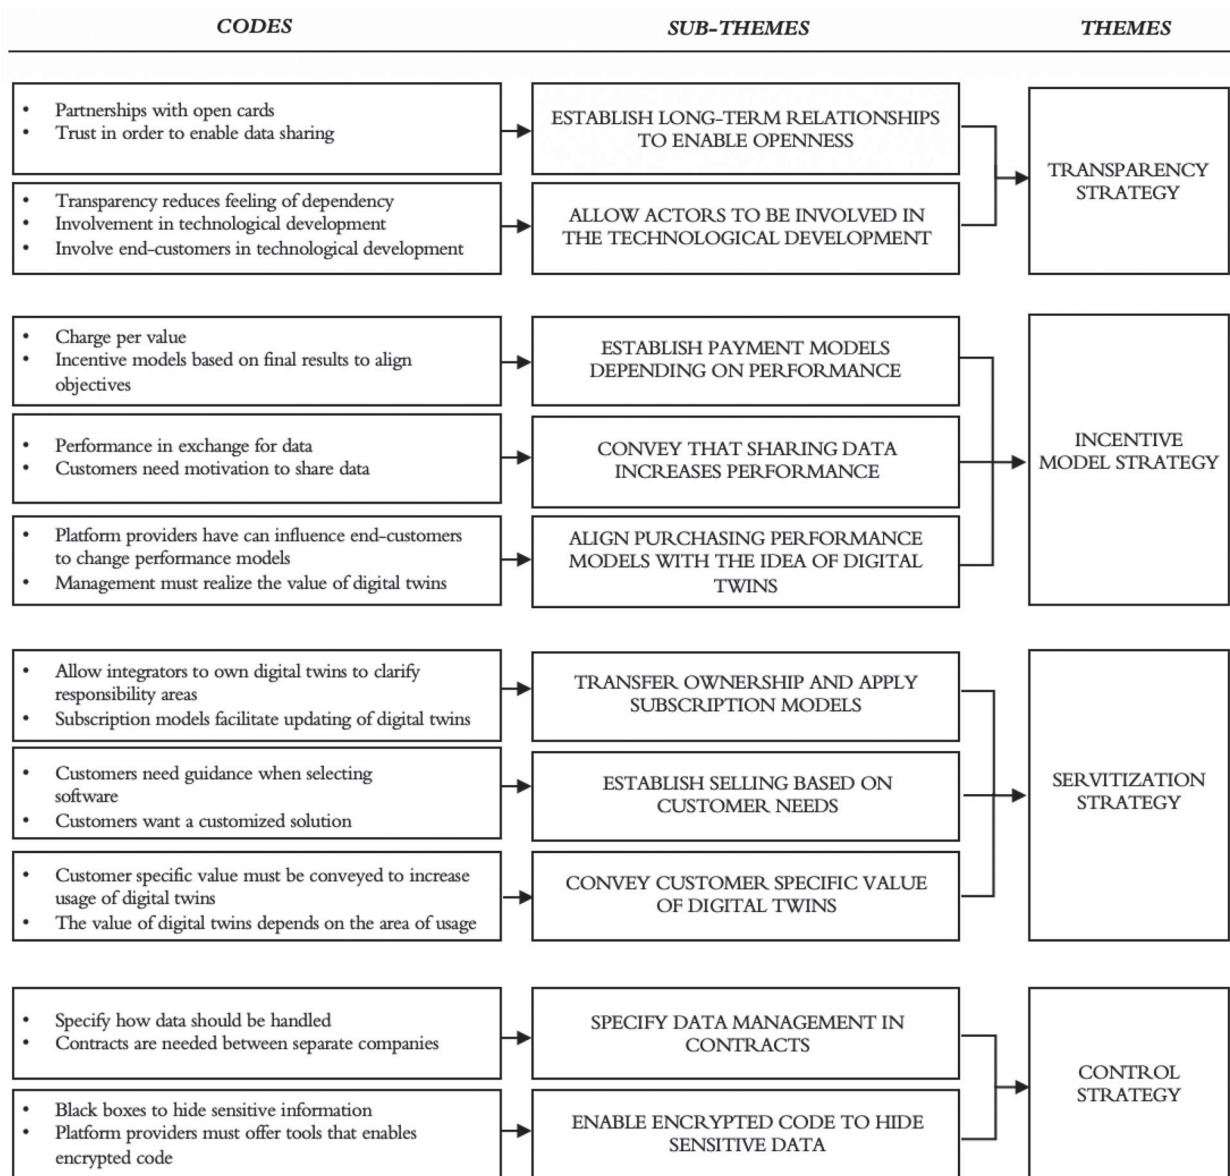 CODES
SUB-THEMES
THEMES
• Partnerships with open cards
• Trust in order to enable data sharing
ESTABLISH LONG-TERM RELATIONSHIPS
TO ENABLE OPENNESS
• Transparency reduces feeling of dependency
• Involvement in technological development
• Involve end-customers in technological development
ALLOW ACTORS TO BE INVOLVED IN
THE TECHNOLOGICAL DEVELOPMENT
TRANSPARENCY
STRATEGY
• Charge per value
• Incentive models based on final results to align
objectives
ESTABLISH PAYMENT MODELS
DEPENDING ON PERFORMANCE
• Performance in exchange for data
• Customers need motivation to share data
CONVEY THAT SHARING DATA
INCREASES PERFORMANCE
• Platform providers have can influence end-customers
to change performance models
• Management must realize the value of digital twins
ALIGN PURCHASING PERFORMANCE
MODELS WITH THE IDEA OF DIGITAL
TWINS
INCENTIVE
MODEL STRATEGY
• Allow integrators to own digital twins to clarify
responsibility areas
• Subscription models facilitate updating of digital twins
TRANSFER OWNERSHIP AND APPLY
SUBSCRIPTION MODELS
• Customers need guidance when selecting
software
• Customers want a customized solution
ESTABLISH SELLING BASED ON
CUSTOMER NEEDS
• Customer specific value must be conveyed to increase
usage of digital twins
• The value of digital twins depends on the area of usage
CONVEY CUSTOMER SPECIFIC VALUE
OF DIGITAL TWINS
SERVITIZATION
STRATEGY
• Specify how data should be handled
• Contracts are needed between separate companies
SPECIFY DATA MANAGEMENT IN
CONTRACTS
• Black boxes to hide sensitive information
• Platform providers must offer tools that enables
encrypted code
ENABLE ENCRYPTED CODE TO HIDE
SENSITIVE DATA
CONTROL
STRATEGY